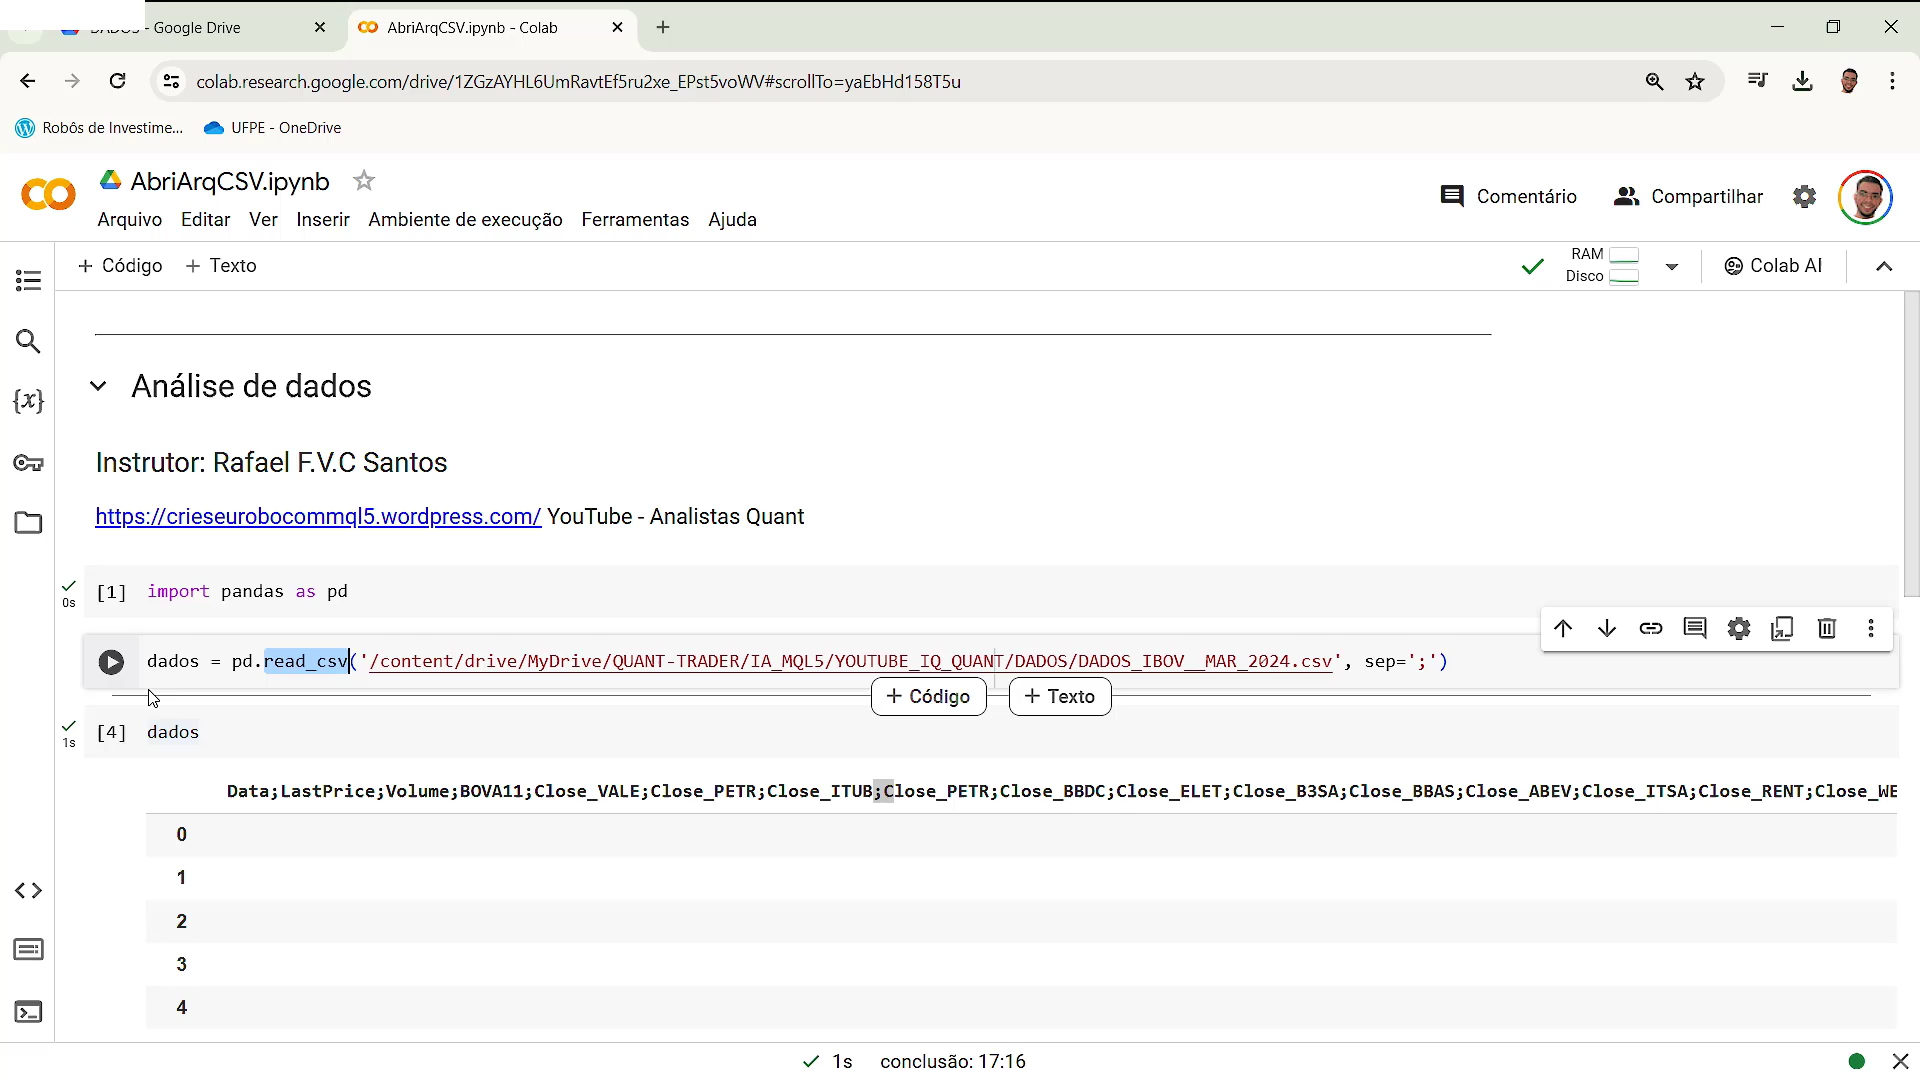 - Google Drive
AbriArqCSV.ipynb - Colab
colab.research.google.com/drive/1ZGzAYHL6UmRavtEf5ru2xe_EPst5voWV#scrollTo=yaEbHd158T5u
Robôs de Investime...
UFPE - OneDrive
AbriArqCSV.ipynb
Comentário
Compartilhar
Arquivo Editar Ver Inserir Ambiente de execução Ferramentas Ajuda
+ Código + Texto
RAM
Disco
Colab AI
{x}
Análise de dados
Instrutor: Rafael F.V.C Santos
https://crieseurobocommql5.wordpress.com/ YouTube - Analistas Quant
0s
[1] import pandas as pd
dados = pd.read_csv('/content/drive/MyDrive/QUANT-TRADER/IA_MQL5/YOUTUBE_IQ_QUANT/DADOS/DADOS_IBOV__MAR_2024.csv', sep=';')
+ Código + Texto
1s
[4] dados
Data;LastPrice;Volume;BOVA11;Close_VALE;Close_PETR;Close_ITUB;Close_PETR;Close_BBDC;Close_ELET;Close_B3SA;Close_BBAS;Close_ABEV;Close_ITSA;Close_RENT;Close_WE
0
1
2
3
4
1s conclusão: 17:16